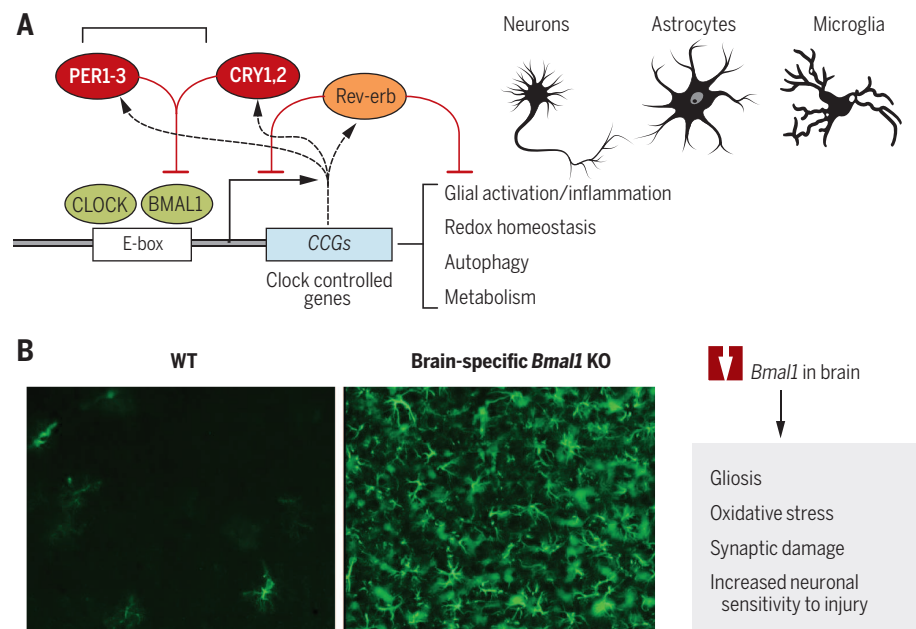 A
PER1-3
CRY1,2
Rev-erb
Neurons
Astrocytes
Microglia
CLOCK
BMAL1
E-box
CCGs
Clock controlled
genes
Glial activation/inflammation
Redox homeostasis
Autophagy
Metabolism
B
WT
Brain-specific Bmal1 KO
Bmal1 in brain
Gliosis
Oxidative stress
Synaptic damage
Increased neuronal
sensitivity to injury